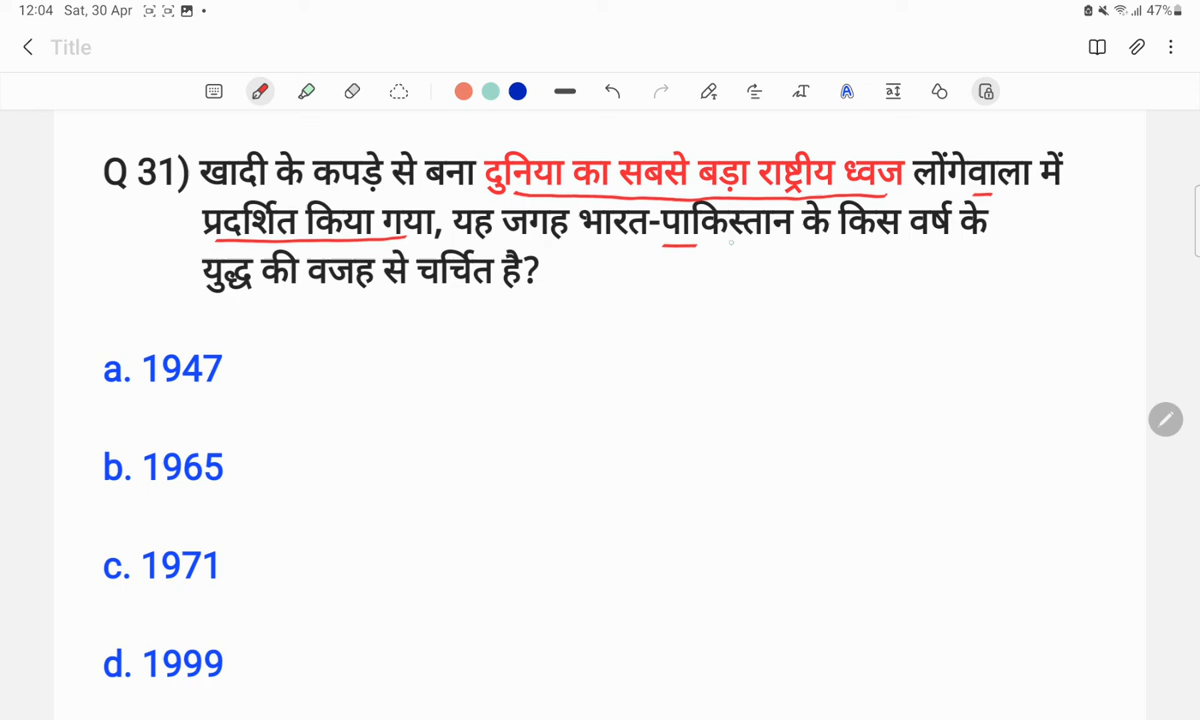 12:04 Sat, 30 Apr 47%
Title
Q 31) खादी के कपड़े से बना दुनिया का सबसे बड़ा राष्ट्रीय ध्वज लोंगेवाला में
प्रदर्शित किया गया, यह जगह भारत-पाकिस्तान के किस वर्ष के
युद्ध की वजह से चर्चित है?
a. 1947
b. 1965
c. 1971
d. 1999